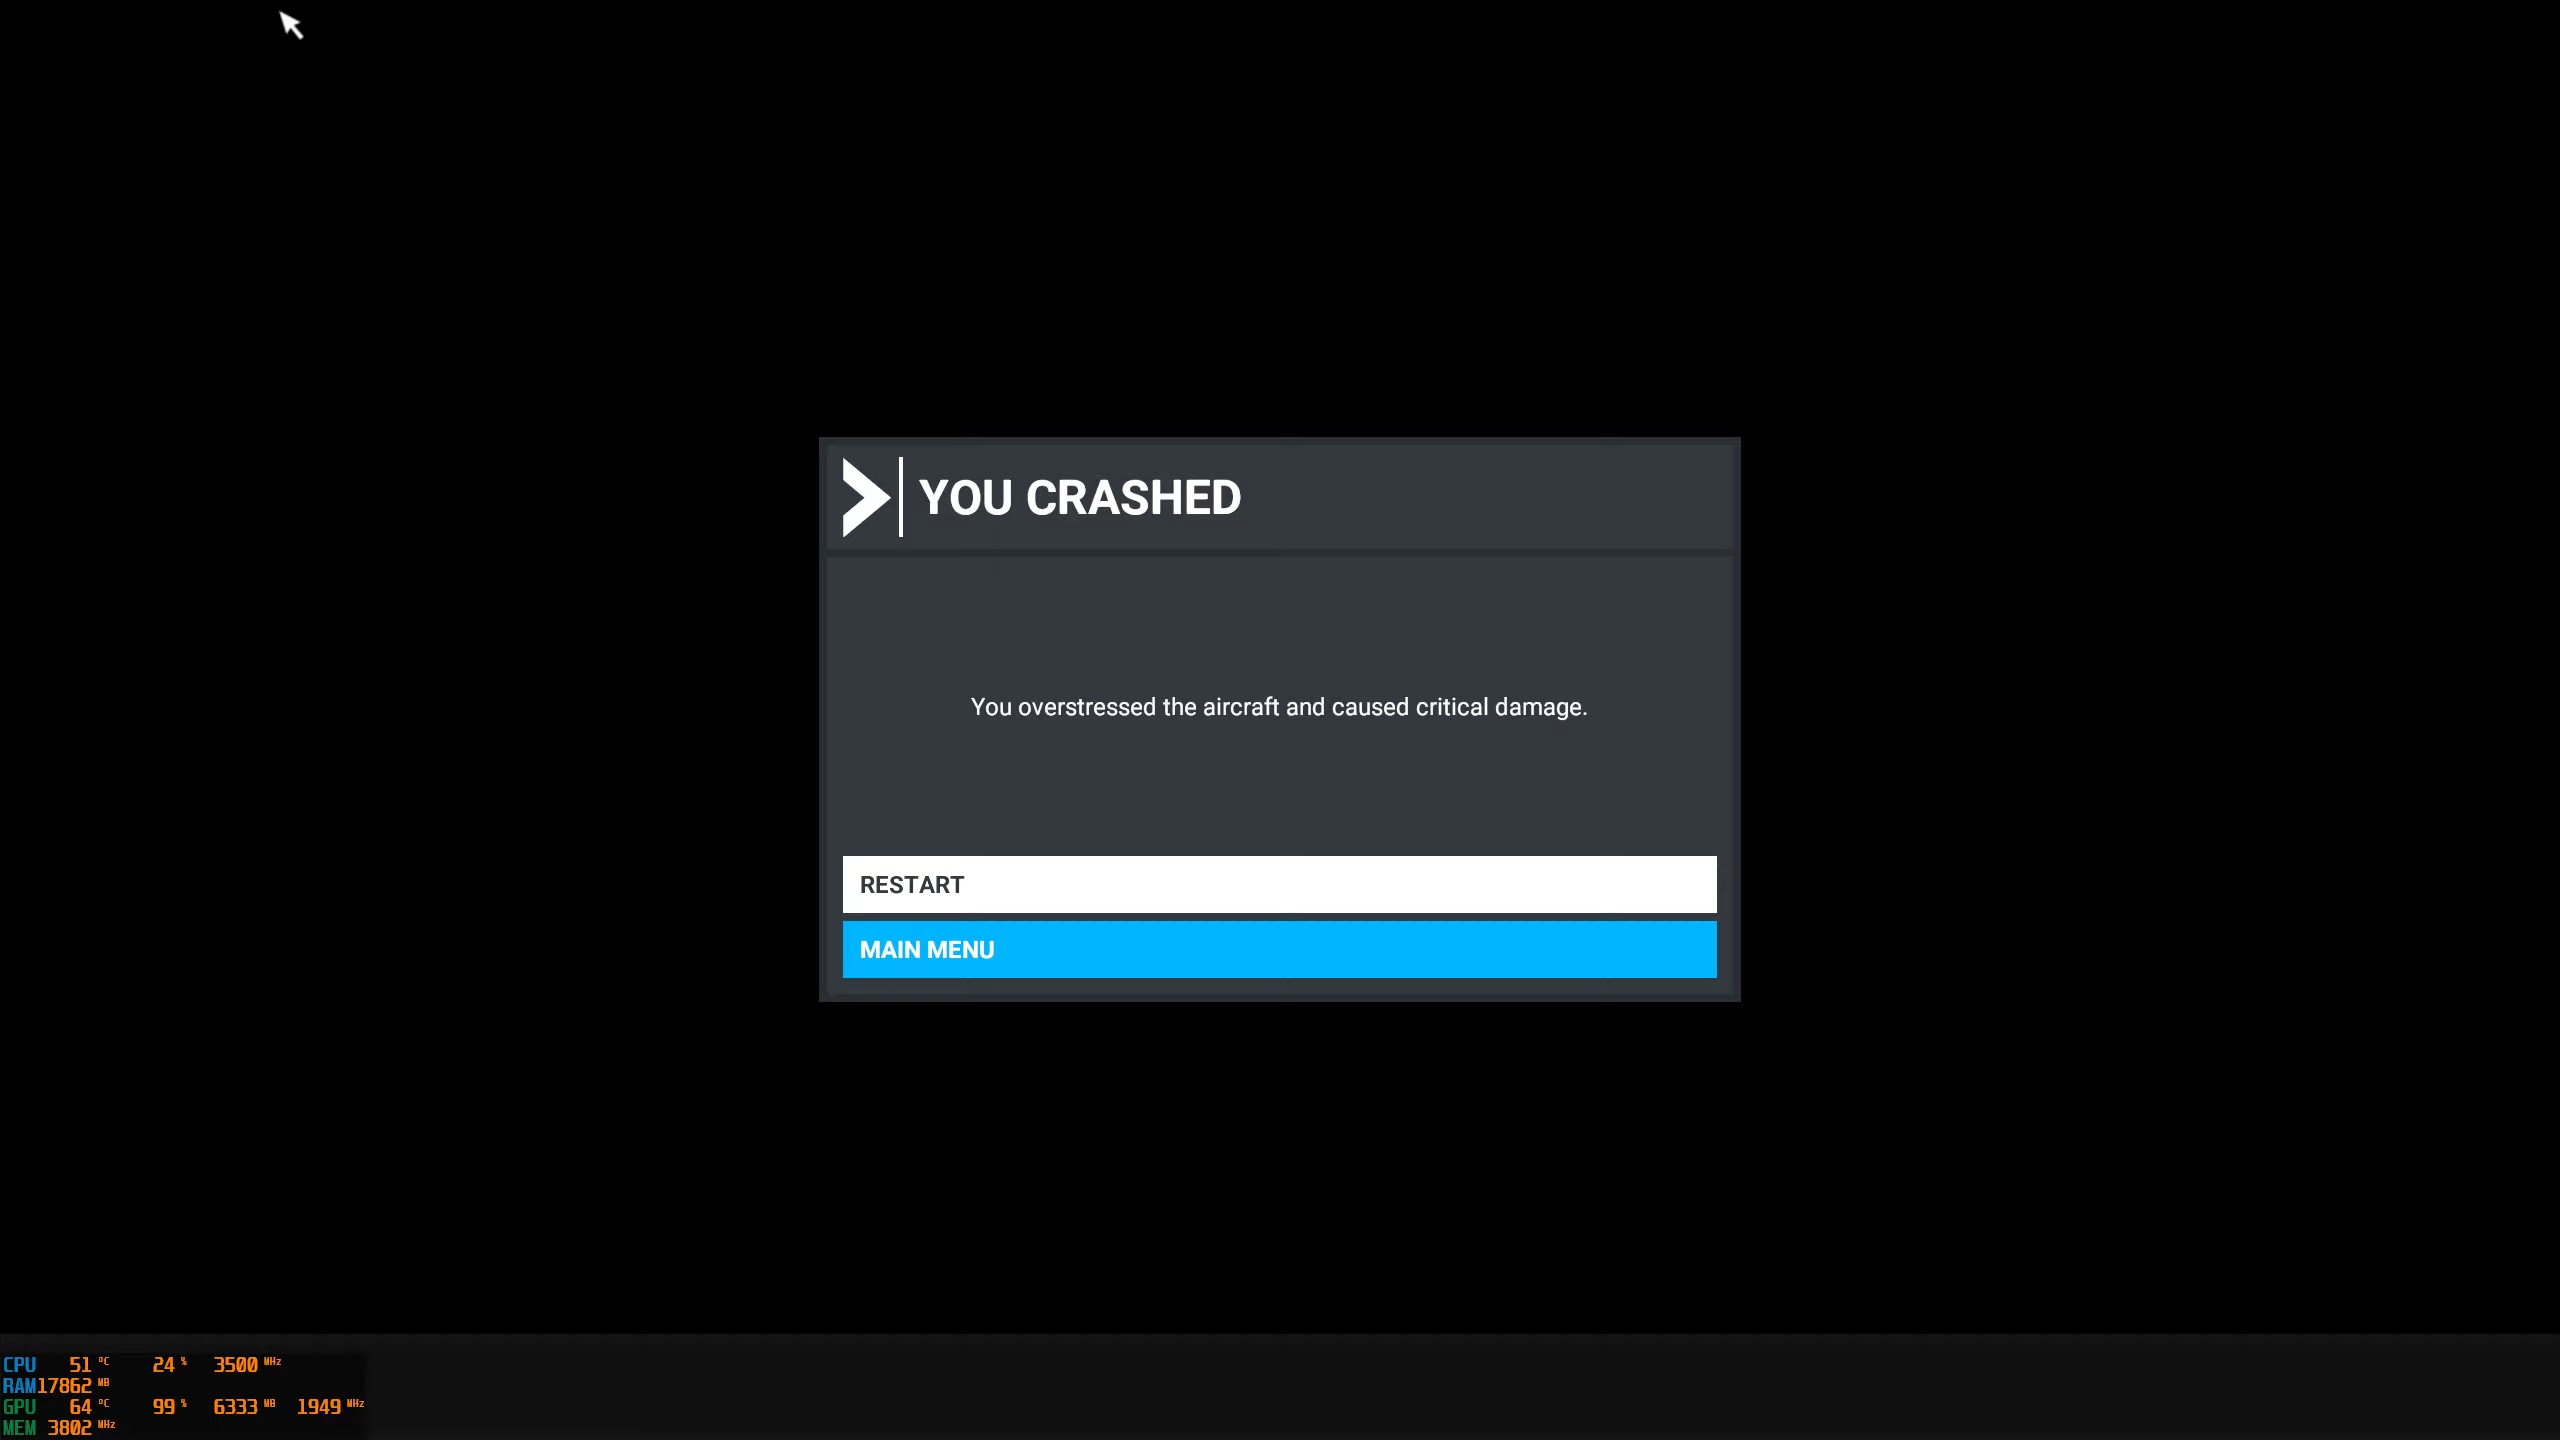 YOU CRASHED
You overstressed the aircraft and caused critical damage.
RESTART
MAIN MENU
CPU 51 °C 24 % 3500 MHz
RAM 17862 MB
GPU 64 °C 99 % 6333 MB 1949 MHz
MEM 3802 MHz